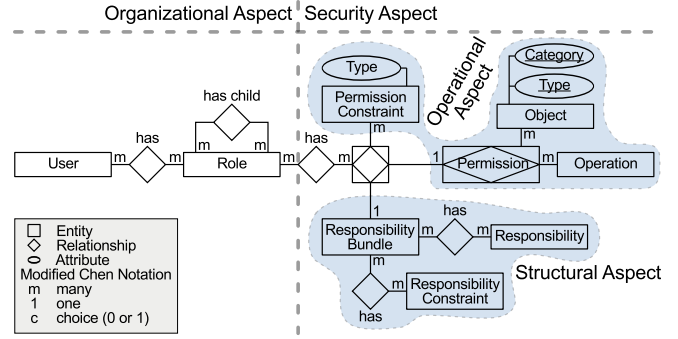 Organizational Aspect
Security Aspect
Operational
Aspect
Type
Category
Type
Permission
Constraint
Object
has child
has
has
m
m
m
m
m
m
m
m
1
m
m
User
Role
Permission
Operation
1
has
Responsibility
Bundle
m
m
Responsibility
m
Structural Aspect
m
Responsibility
Constraint
has
Entity
Relationship
Attribute
Modified Chen Notation
m many
1 one
c choice (0 or 1)